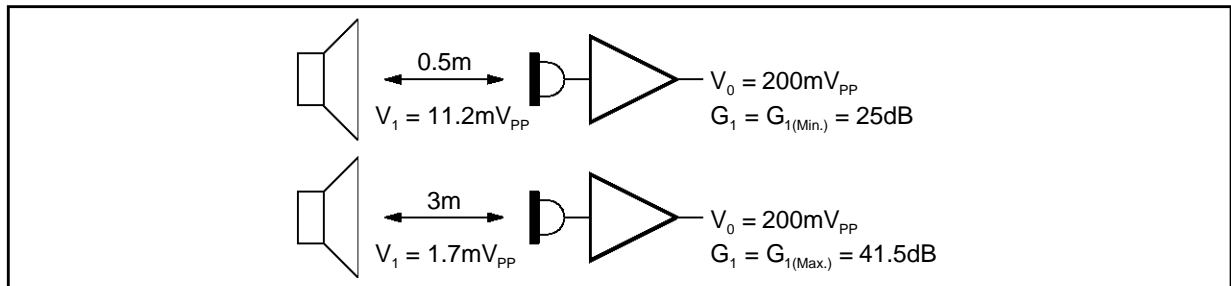 0.5m
V1 = 11.2mVPP
V0 = 200mVPP
G1 = G1(Min.) = 25dB
3m
V1 = 1.7mVPP
V0 = 200mVPP
G1 = G1(Max.) = 41.5dB